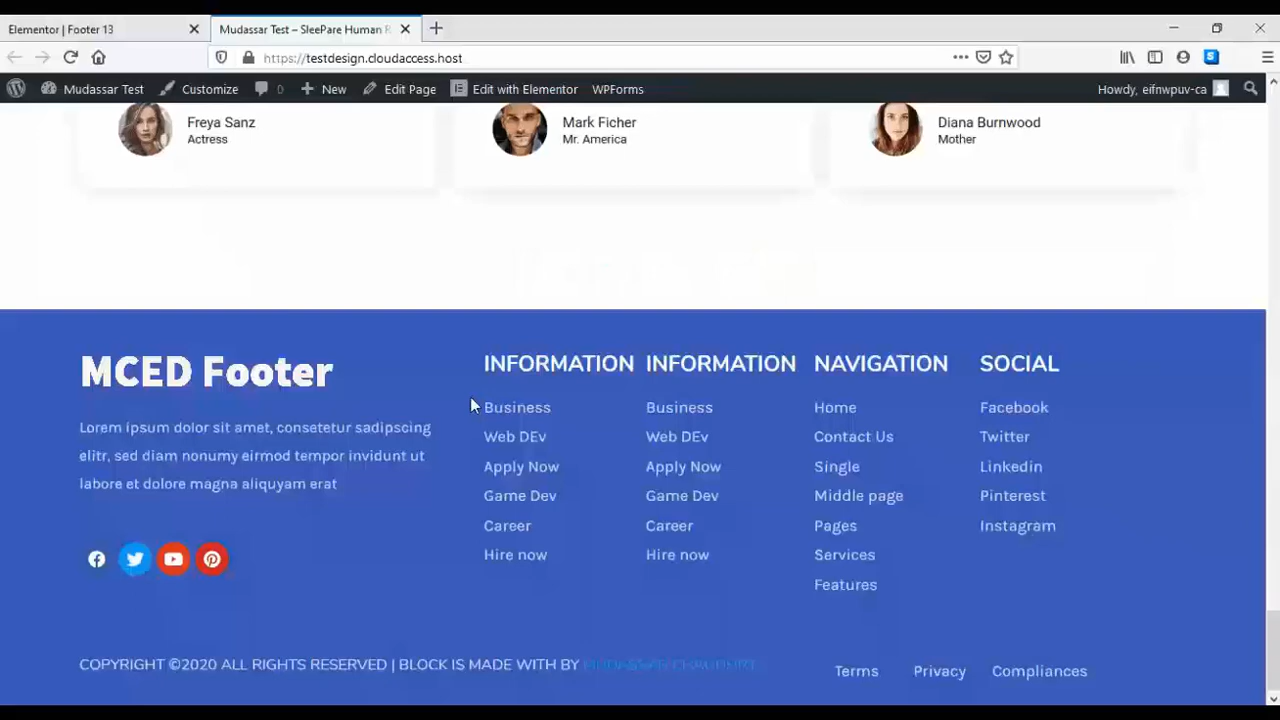 Elementor | Footer 13
Mudassar Test – SleePare Human R
https://testdesign.cloudaccess.host
Mudassar Test
Customize
0
New
Edit Page
Edit with Elementor
WPForms
Howdy, eifnwpuv-ca
Freya Sanz
Actress
Mark Ficher
Mr. America
Diana Burnwood
Mother
MCED Footer
Lorem ipsum dolor sit amet, consetetur sadipscing
elitr, sed diam nonumy eirmod tempor invidunt ut
labore et dolore magna aliquyam erat
INFORMATION
Business
Web DEv
Apply Now
Game Dev
Career
Hire now
INFORMATION
Business
Web DEv
Apply Now
Game Dev
Career
Hire now
NAVIGATION
Home
Contact Us
Single
Middle page
Pages
Services
Features
SOCIAL
Facebook
Twitter
Linkedin
Pinterest
Instagram
COPYRIGHT ©2020 ALL RIGHTS RESERVED | BLOCK IS MADE WITH BY
Terms
Privacy
Compliances